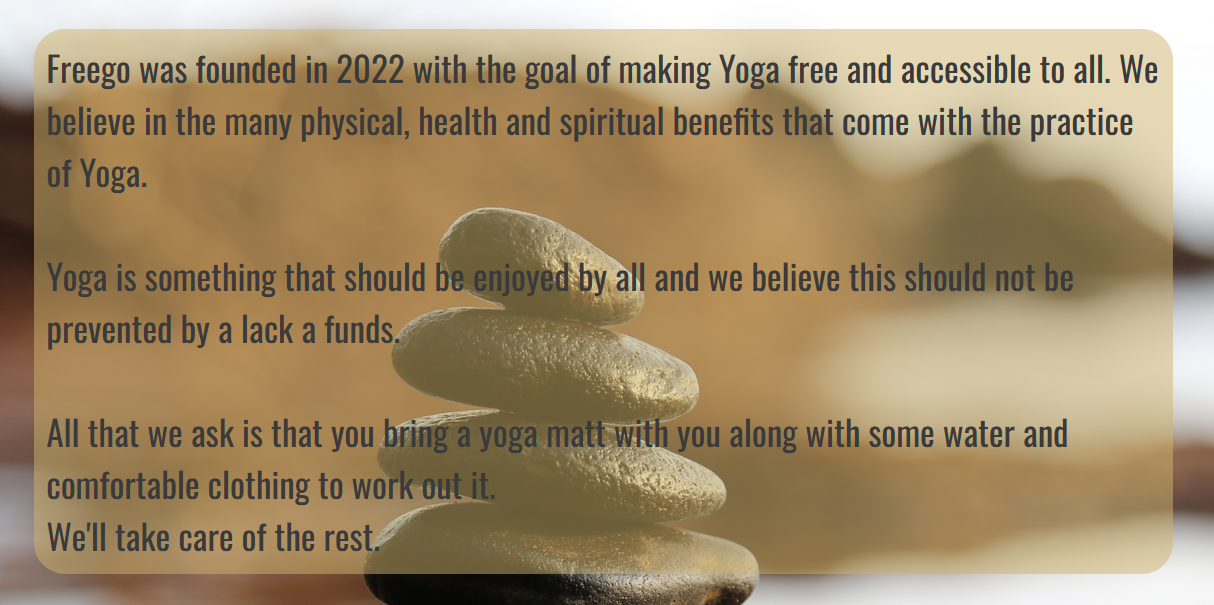 Freego was founded in 2022 with the goal of making Yoga free and accessible to all. We
believe in the many physical, health and spiritual benefits that come with the practice
of Yoga.
Yoga is something that should be enjoyed by all and we believe this should not be
prevented by a lack a funds.
All that we ask is that you bring a yoga matt with you along with some water and
comfortable clothing to work out it.
We'll take care of the rest.